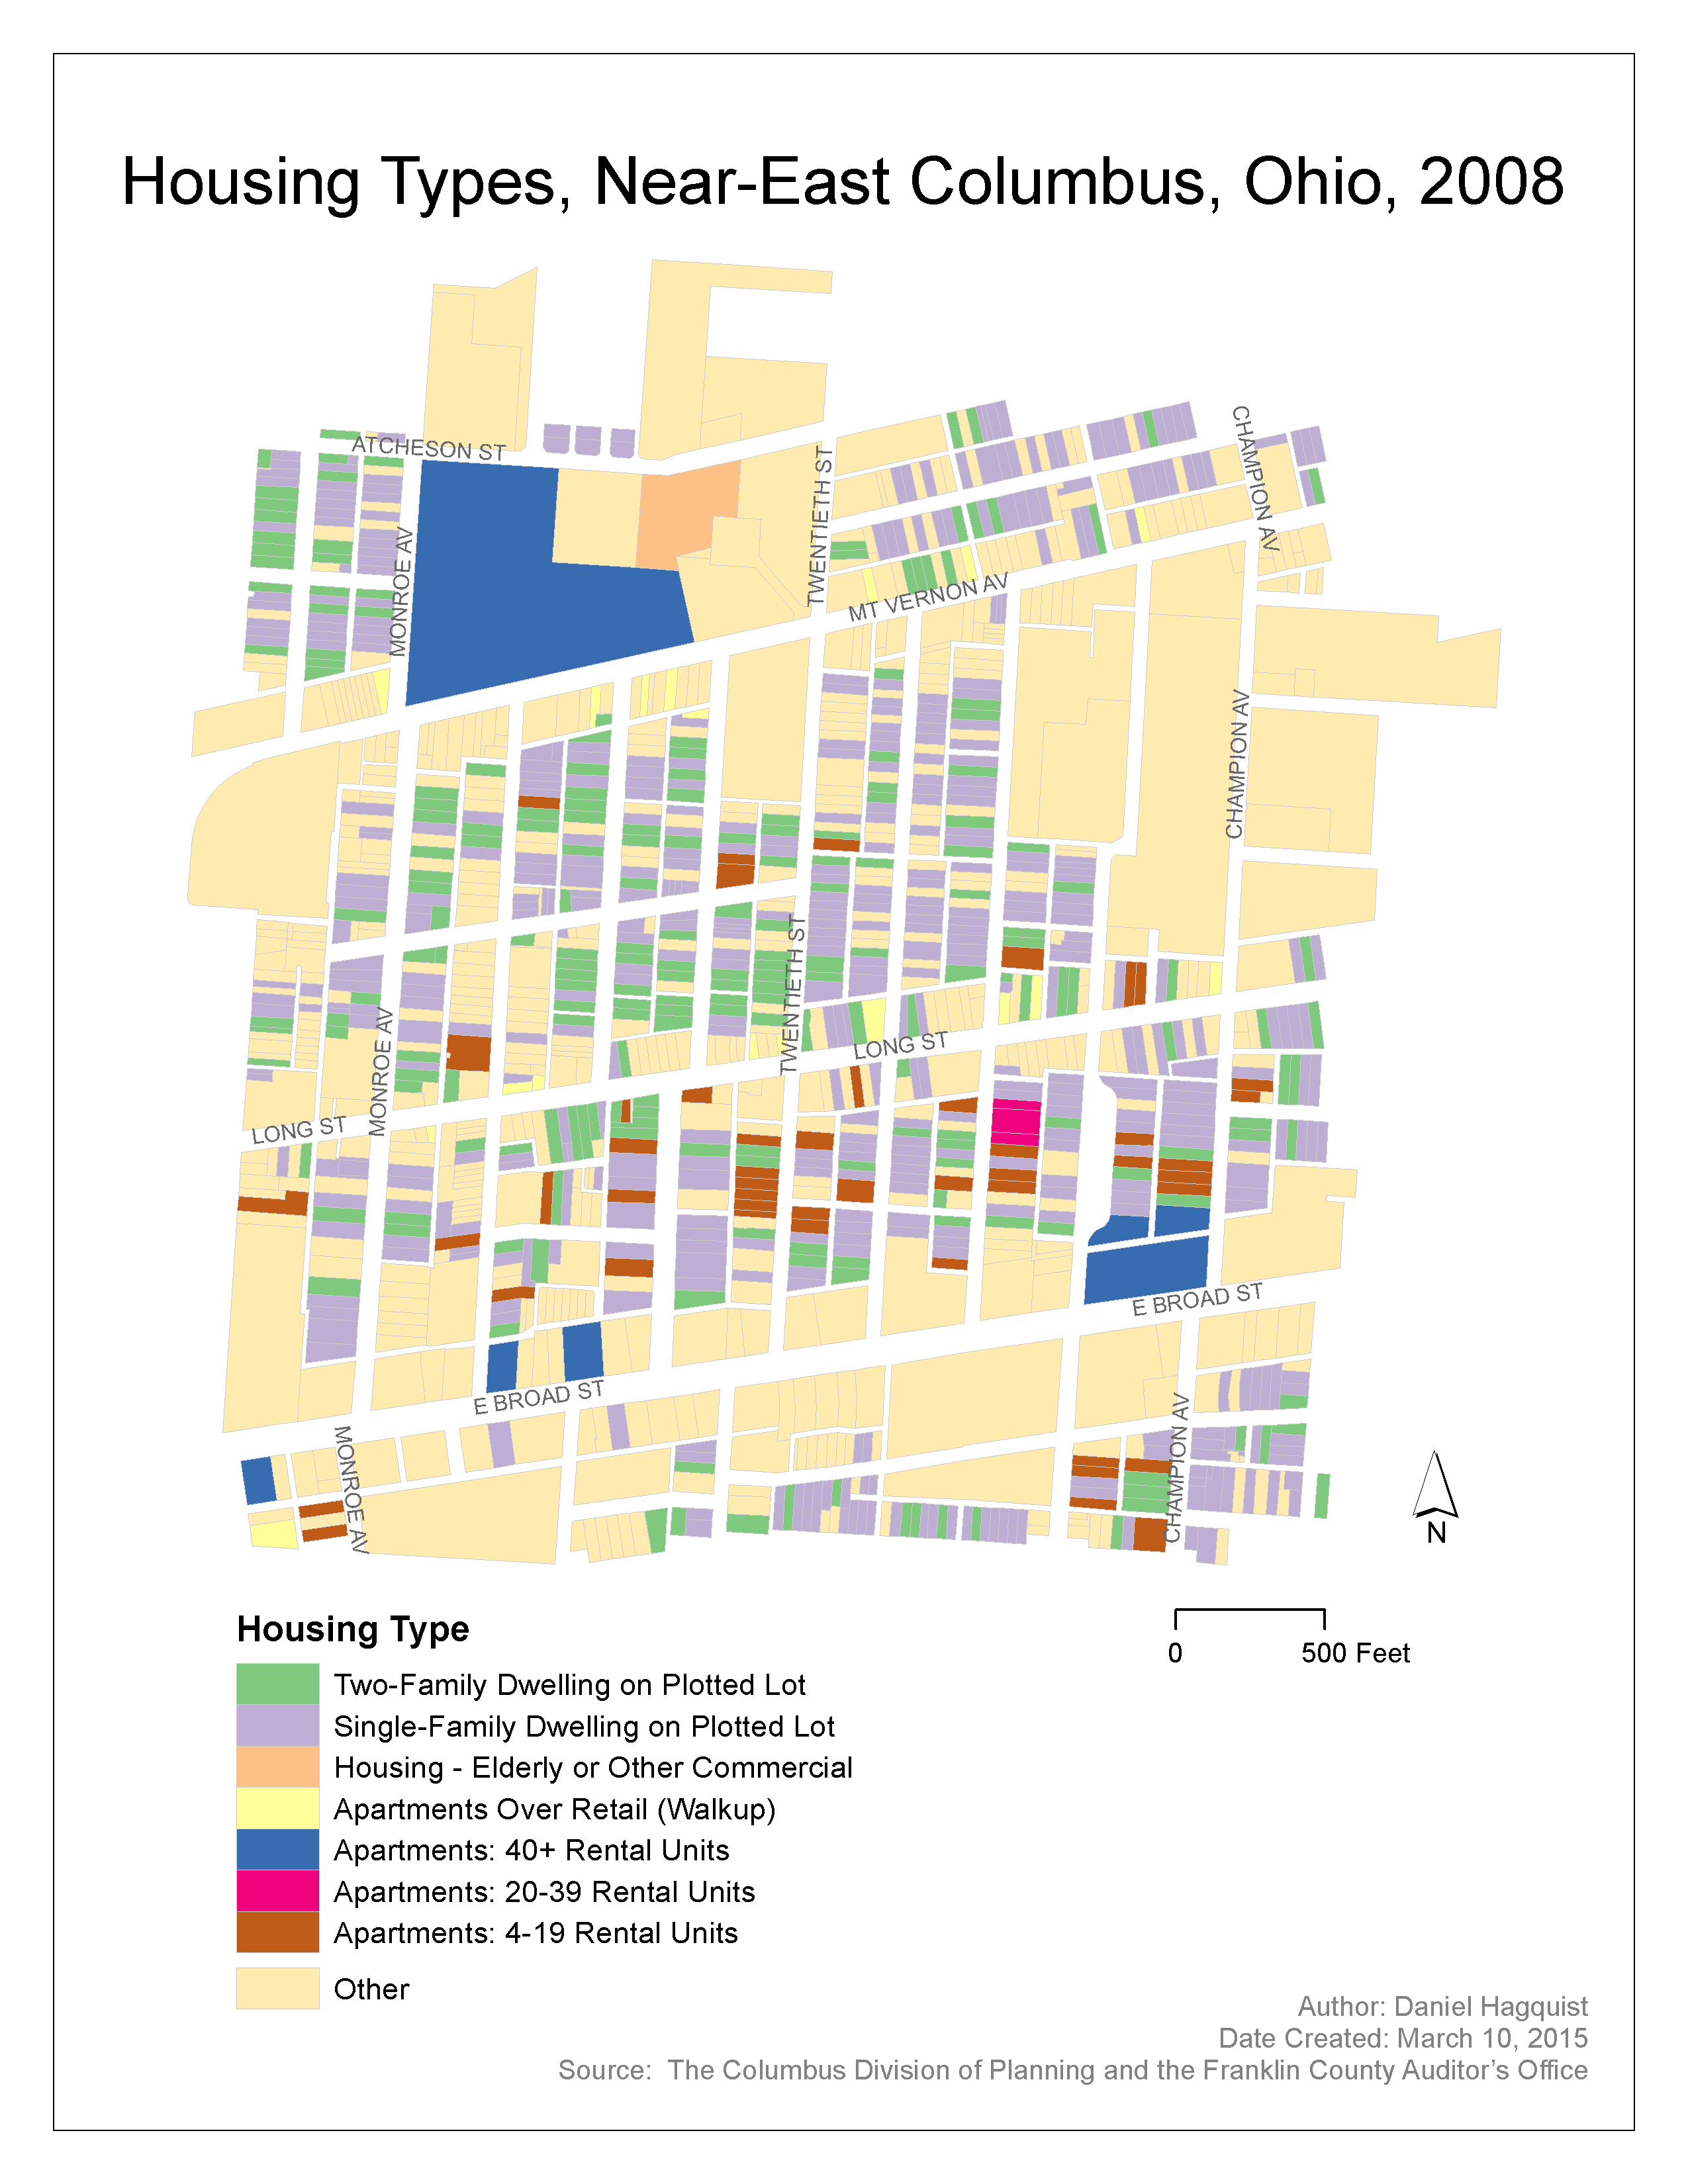 Housing Types, Near-East Columbus, Ohio, 2008
ATCHESON ST
CHAMPION AV
TWENTIETH ST
MONROE AV
MT VERNON AV
CHAMPION AV
TWENTIETH ST
MONROE AV
LONG ST
LONG ST
E BROAD ST
E BROAD ST
CHAMPION AV
MONROE AV
N
Housing Type
0
500 Feet
Two-Family Dwelling on Plotted Lot
Single-Family Dwelling on Plotted Lot
Housing - Elderly or Other Commercial
Apartments Over Retail (Walkup)
Apartments: 40+ Rental Units
Apartments: 20-39 Rental Units
Apartments: 4-19 Rental Units
Other
Author: Daniel Hagquist
Date Created: March 10, 2015
Source:  The Columbus Division of Planning and the Franklin County Auditor’s Office